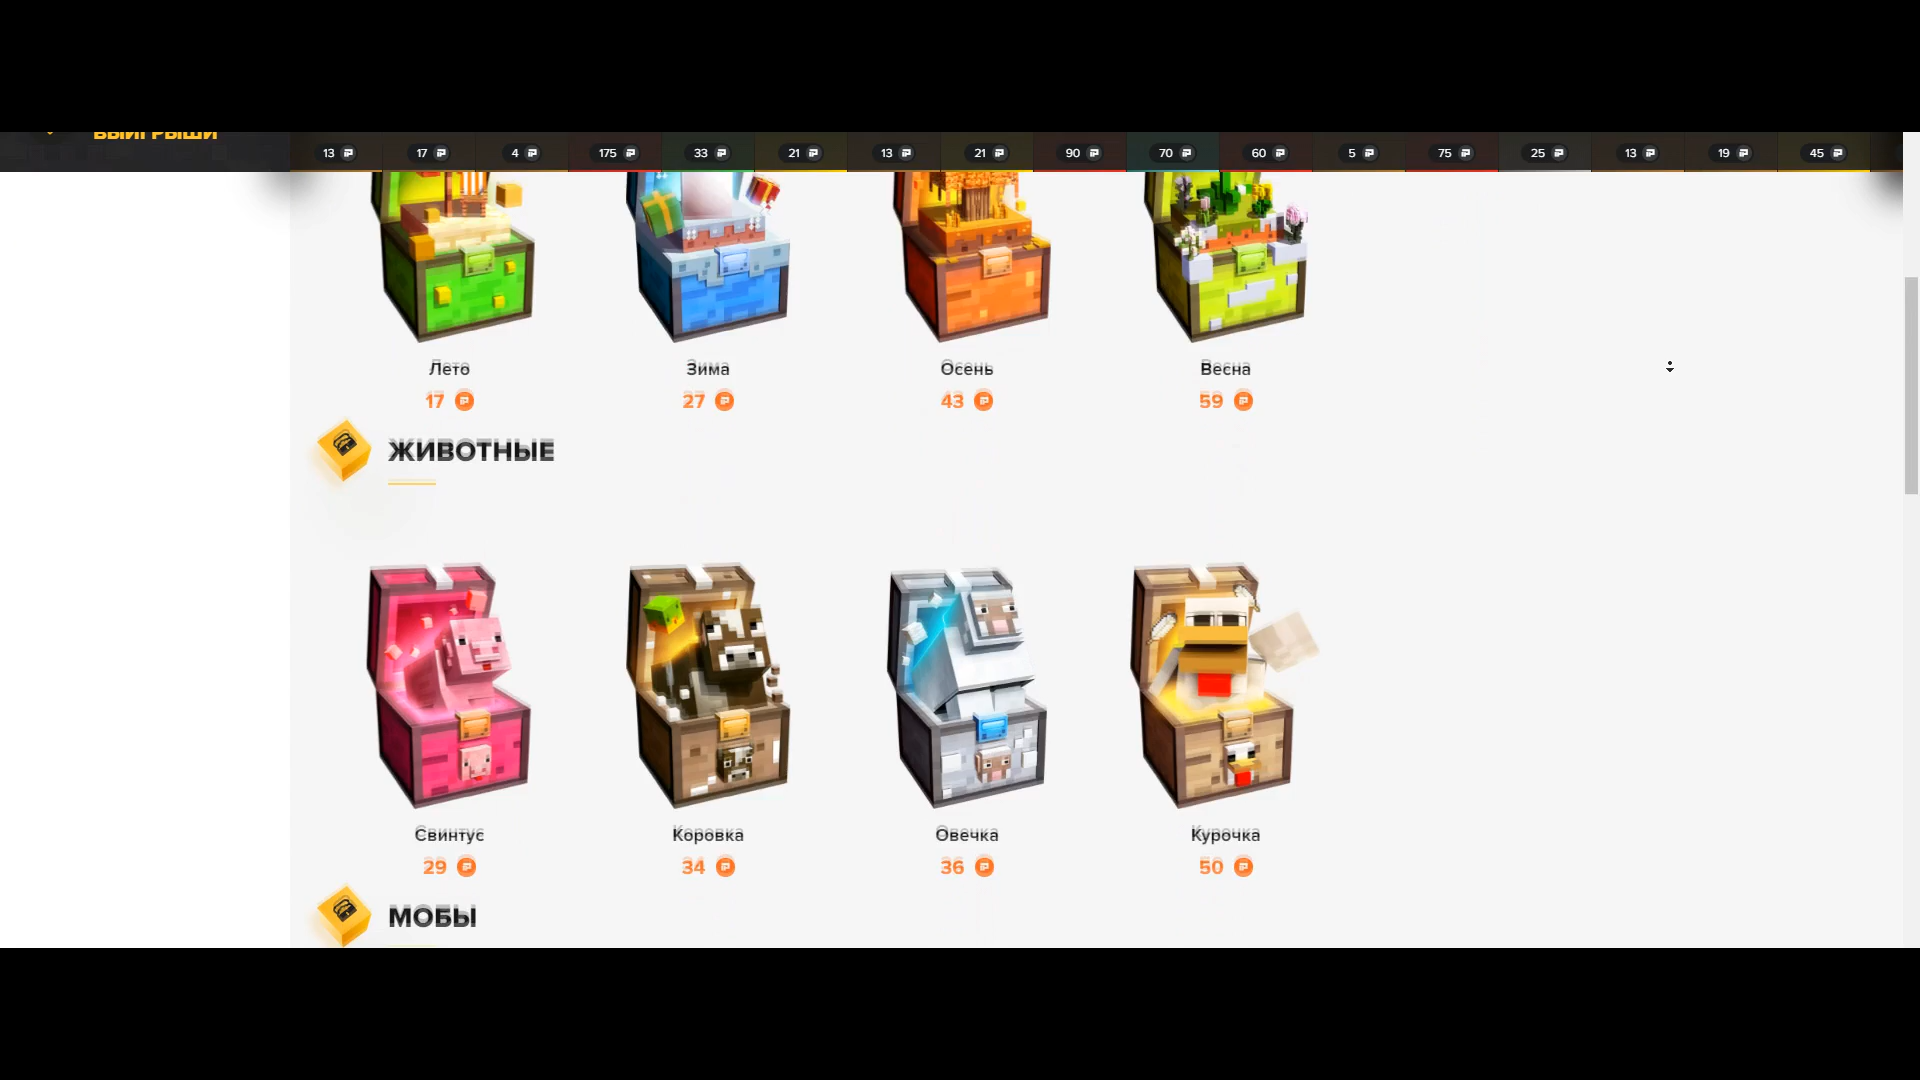 ВЫИГРЫШИ
13 17 4 175 33 21 13 21 90 70 60 5 75 25 13 19 45
Лето Зима Осень Весна
17 27 43 59
ЖИВОТНЫЕ
Свинтус Коровка Овечка Курочка
29 34 36 50
МОБЫ